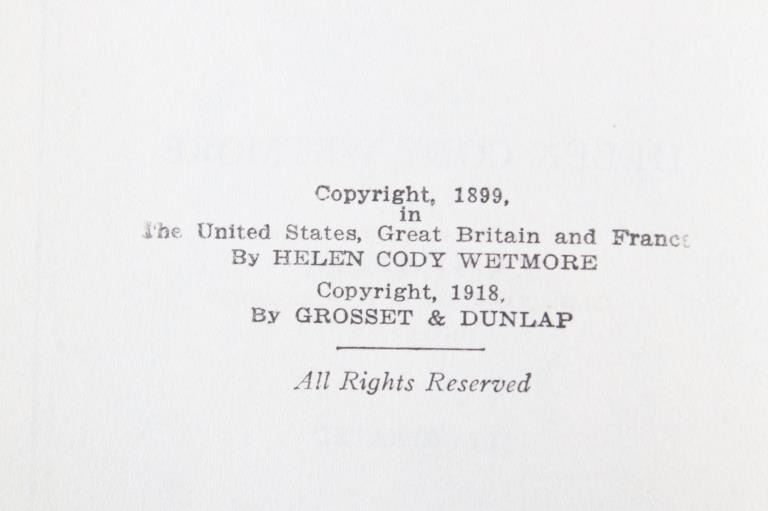 Copyright, 1899,
in
The United States, Great Britain and France
By HELEN CODY WETMORE
Copyright, 1918,
By GROSSET & DUNLAP
All Rights Reserved